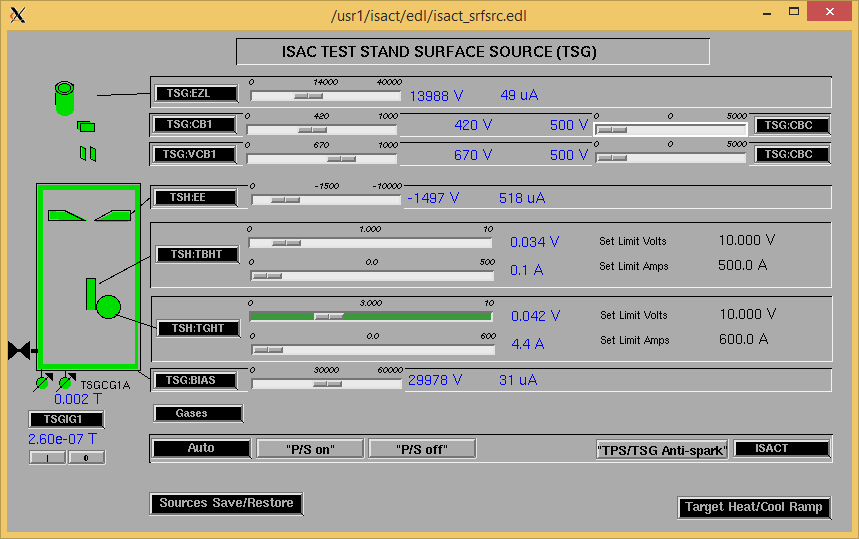 /usr1/isact/edl/isact_srfsrc.edl
ISAC TEST STAND SURFACE SOURCE (TSG)
TSG:EZL 0 14000 40000 13988 V 49 uA
TSG:CB1 0 420 1000 420 V 500 V 0 0 5000 TSG:CBC
TSG:VCB1 0 670 1000 670 V 500 V 0 0 5000 TSG:CBC
TSH:EE 0 -1500 -10000 -1497 V 518 uA
TSH:TBHT 0 1.000 10 0.034 V Set Limit Volts 10.000 V
0 0.0 500 0.1 A Set Limit Amps 500.0 A
TSH:TGHT 0 3.000 10 0.042 V Set Limit Volts 10.000 V
0 0.0 600 4.4 A Set Limit Amps 600.0 A
TSG:BIAS 0 30000 60000 29978 V 31 uA
TSGCG1A
0.002 T
Gases
TSGIG1
2.60e-07 T
I 0
Auto "P/S on" "P/S off" "TPS/TSG Anti-spark" ISACT
Sources Save/Restore Target Heat/Cool Ramp